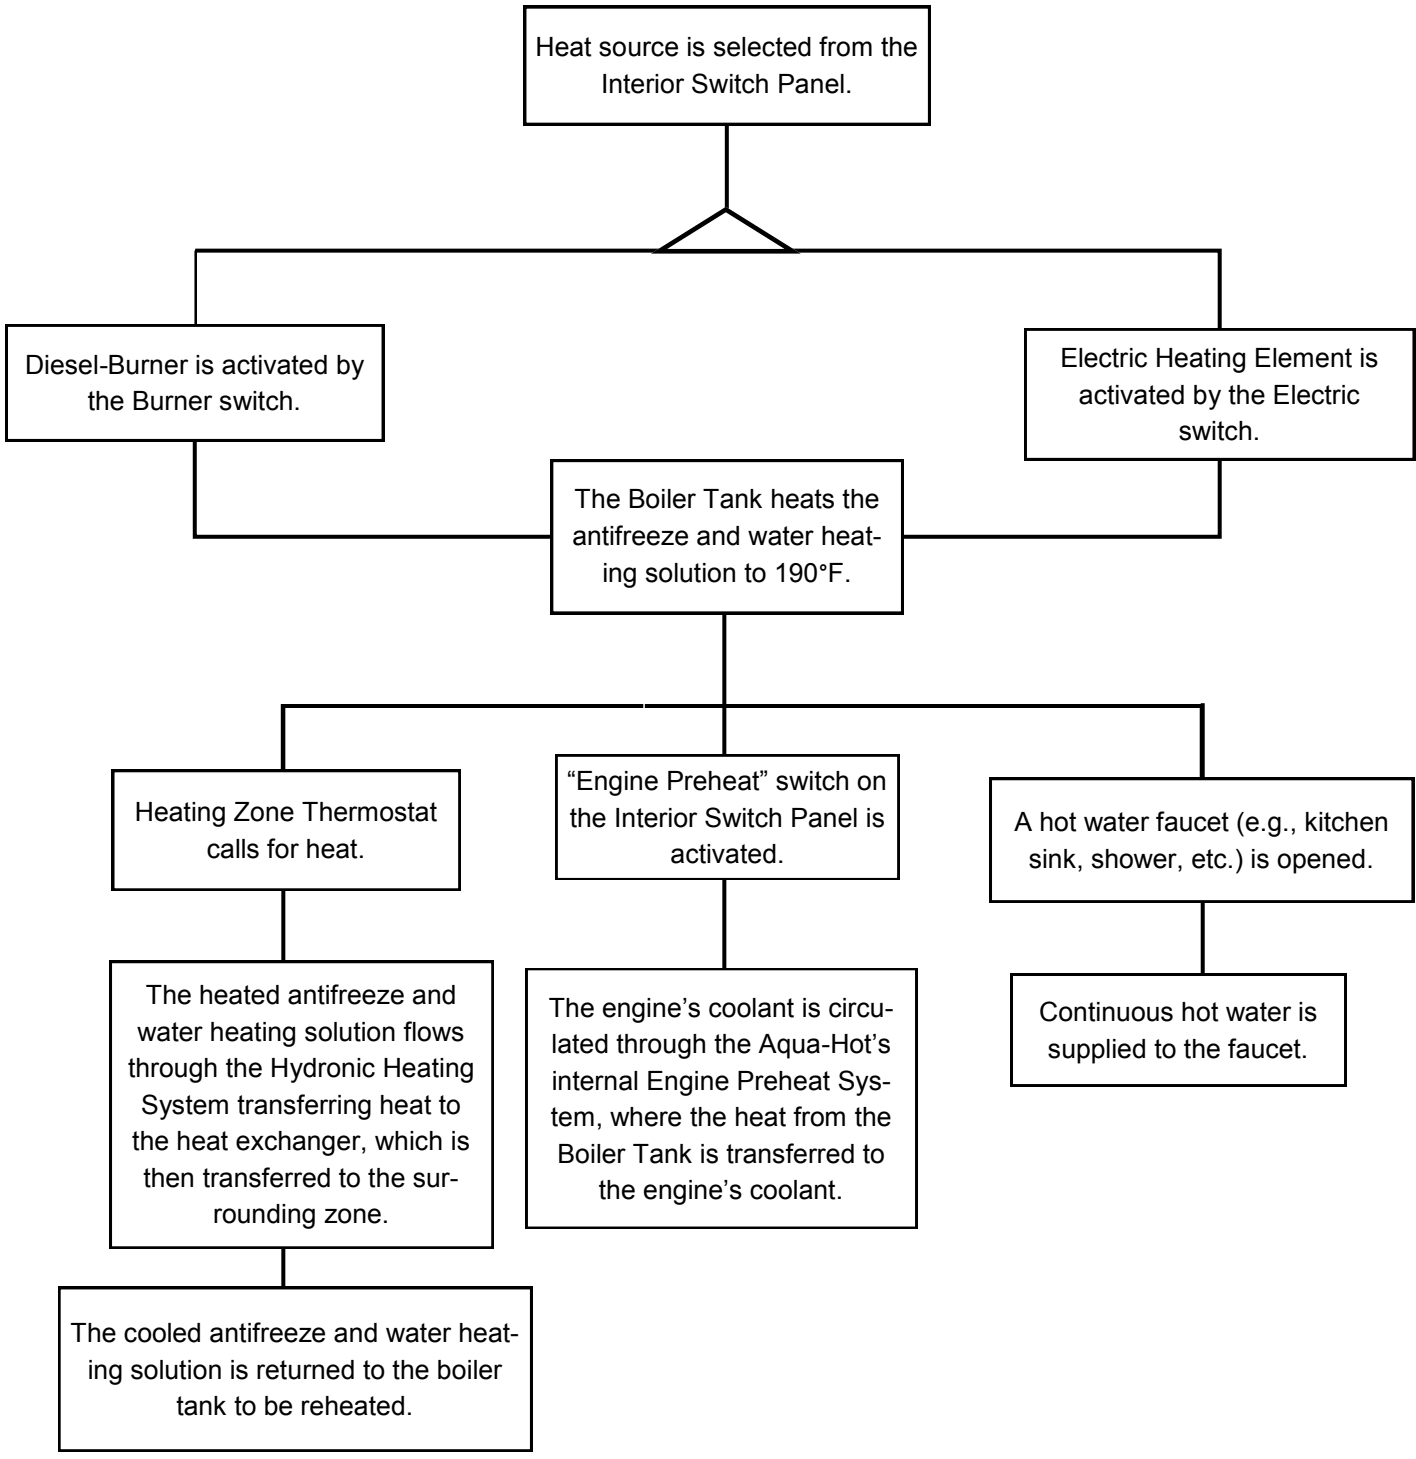 Heat source is selected from the
Interior Switch Panel.
Diesel-Burner is activated by
the Burner switch.
Electric Heating Element is
activated by the Electric
switch.
The Boiler Tank heats the
antifreeze and water heat-
ing solution to 190°F.
Heating Zone Thermostat
calls for heat.
“Engine Preheat” switch on
the Interior Switch Panel is
activated.
A hot water faucet (e.g., kitchen
sink, shower, etc.) is opened.
The heated antifreeze and
water heating solution flows
through the Hydronic Heating
System transferring heat to
the heat exchanger, which is
then transferred to the sur-
rounding zone.
The engine’s coolant is circu-
lated through the Aqua-Hot’s
internal Engine Preheat Sys-
tem, where the heat from the
Boiler Tank is transferred to
the engine’s coolant.
Continuous hot water is
supplied to the faucet.
The cooled antifreeze and water heat-
ing solution is returned to the boiler
tank to be reheated.